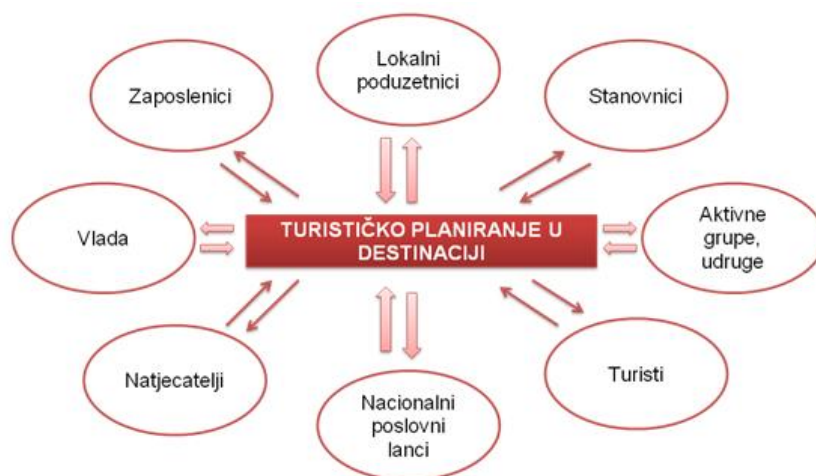 Lokalni
poduzetnici
Zaposlenici
Stanovnici
Vlada
TURISTIČKO PLANIRANJE U
DESTINACIJI
Aktivne
grupe,
udruge
Natjecatelji
Turisti
Nacionalni
poslovni
lanci